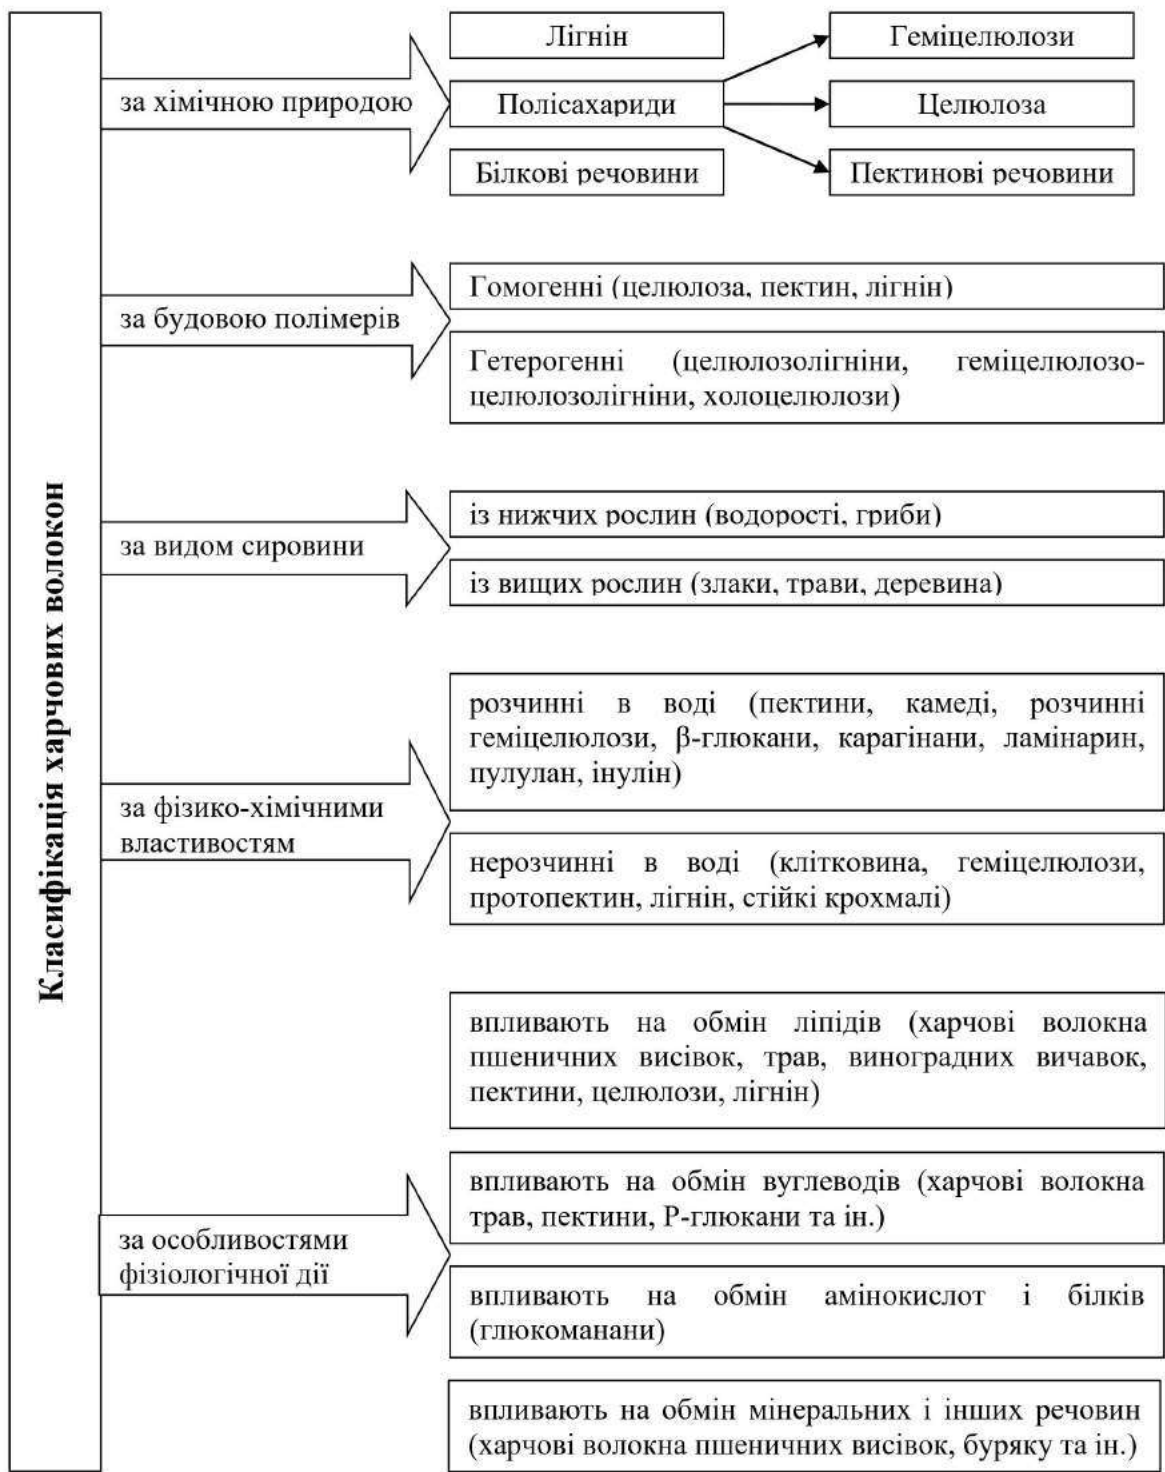 Класифікація харчових волокон
за хімічною природою
Лігнін
Полісахариди
Білкові речовини
Геміцелюлози
Целюлоза
Пектинові речовини
за будовою полімерів
Гомогенні (целюлоза, пектин, лігнін)
Гетерогенні (целюлозолігніни, геміцелюлозо-
целюлозолігніни, холоцелюлози)
за видом сировини
із нижчих рослин (водорості, гриби)
із вищих рослин (злаки, трави, деревина)
за фізико-хімічними
властивостям
розчинні в воді (пектини, камеді, розчинні
геміцелюлози, β-глюкани, карагінани, ламінарин,
пулулан, інулін)
нерозчинні в воді (клітковина, геміцелюлози,
протопектин, лігнін, стійкі крохмалі)
за особливостями
фізіологічної дії
впливають на обмін ліпідів (харчові волокна
пшеничних висівок, трав, виноградних вичавок,
пектини, целюлози, лігнін)
впливають на обмін вуглеводів (харчові волокна
трав, пектини, Р-глюкани та ін.)
впливають на обмін амінокислот і білків
(глюкоманани)
впливають на обмін мінеральних і інших речовин
(харчові волокна пшеничних висівок, буряку та ін.)